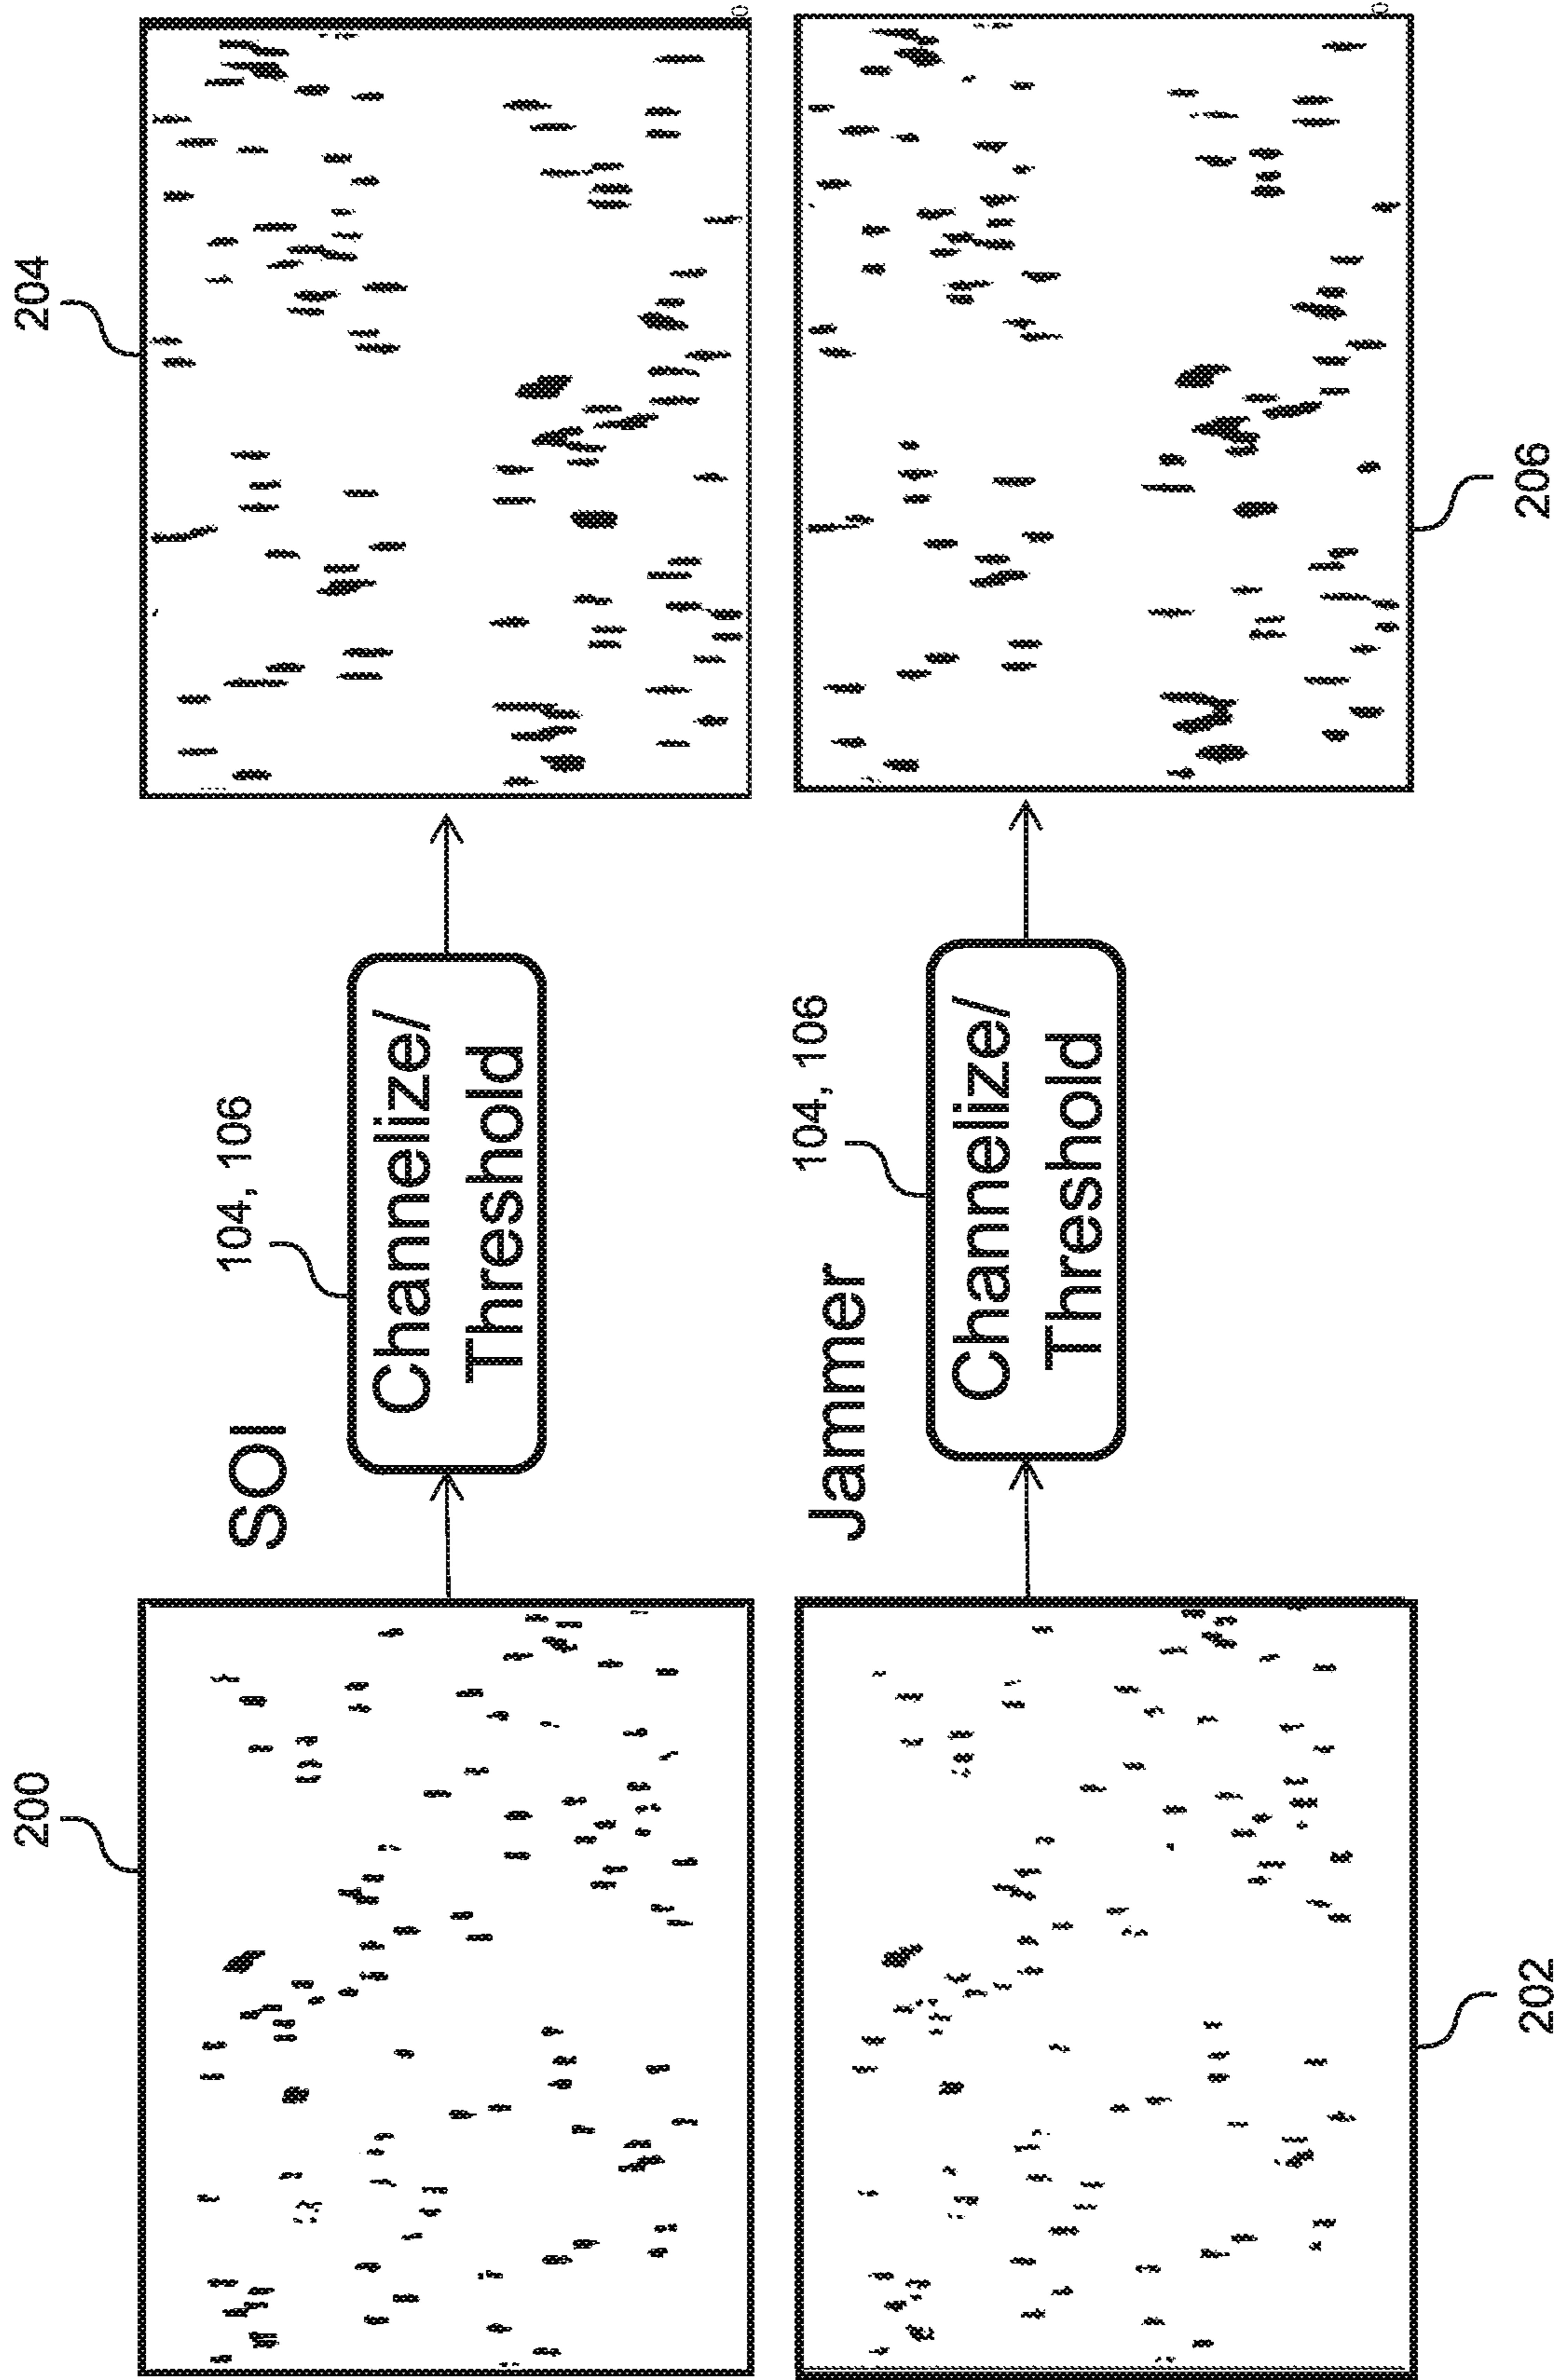 200
SOI
104, 106
Channelize/
Threshold
204
202
Jammer
104, 106
Channelize/
Threshold
206